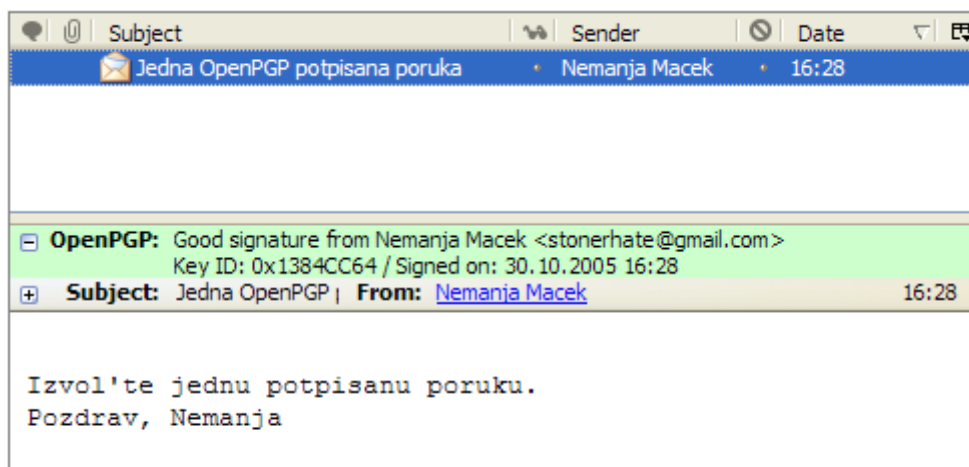 Subject Sender Date
Jedna OpenPGP potpisana poruka Nemanja Macek 16:28
OpenPGP: Good signature from Nemanja Macek <stonerhate@gmail.com>
Key ID: 0x1384CC64 / Signed on: 30.10.2005 16:28
Subject: Jedna OpenPGP From: Nemanja Macek 16:28
Izvol'te jednu potpisanu poruku.
Pozdrav, Nemanja